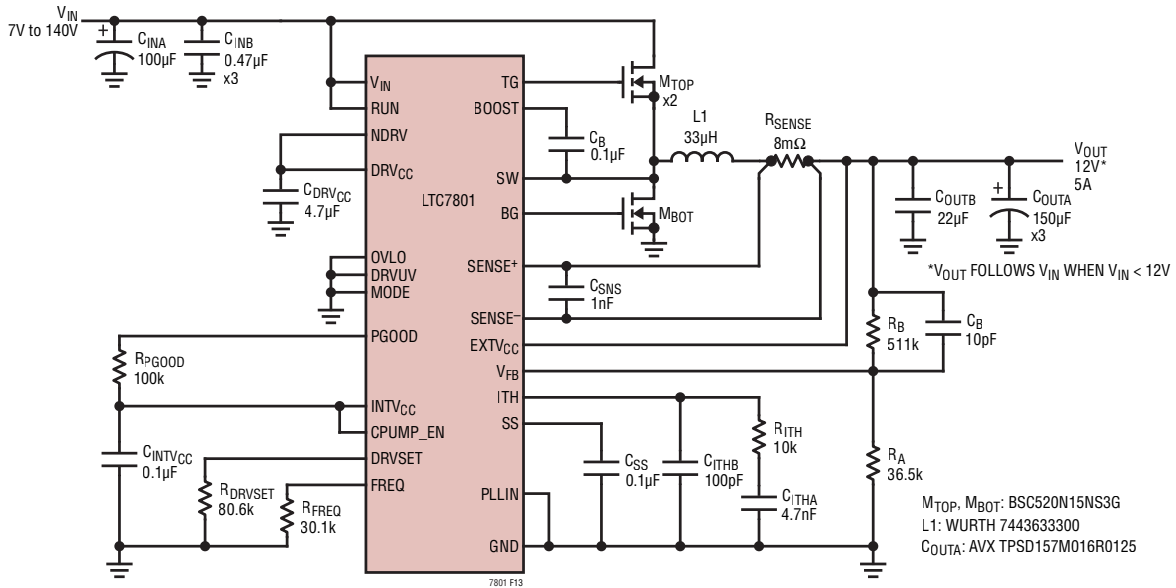 VIN
7V to 140V
CINA
100µF
CINB
0.47µF
x3
VIN
RUN
NDRV
DRVCC
CDRVCC
4.7µF
OVLO
DRVUV
MODE
PGOOD
RPGOOD
100k
INTVCC
CPUMP_EN
CINTVCC
0.1µF
DRVSET
RDRVSET
80.6k
FREQ
RFREQ
30.1k
LTC7801
TG
BOOST
SW
BG
SENSE+
SENSE–
EXTVCC
VFB
ITH
SS
PLLIN
GND
MTOP
x2
CB
0.1µF
L1
33µH
RSENSE
8mΩ
MBOT
CSNS
1nF
VOUT
12V*
5A
COUTB
22µF
COUTA
150µF
x3
*VOUT FOLLOWS VIN WHEN VIN < 12V
RB
511k
CB
10pF
RA
36.5k
CSS
0.1µF
CITHB
100pF
RITH
10k
CITHA
4.7nF
MTOP, MBOT: BSC520N15NS3G
L1: WURTH 7443633300
COUTA: AVX TPSD157M016R0125
7801 F13